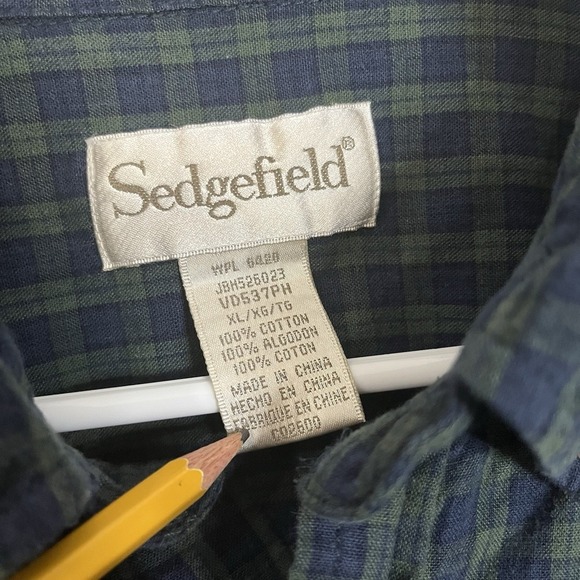 Sedgefield®
WPL 6420
JBH526023
VD537PH
XL/XG/TG
100% COTTON
100% ALGODON
100% COTON
MADE IN CHINA
HECHO EN CHINA
FABRIQUE EN CHINE
C02600